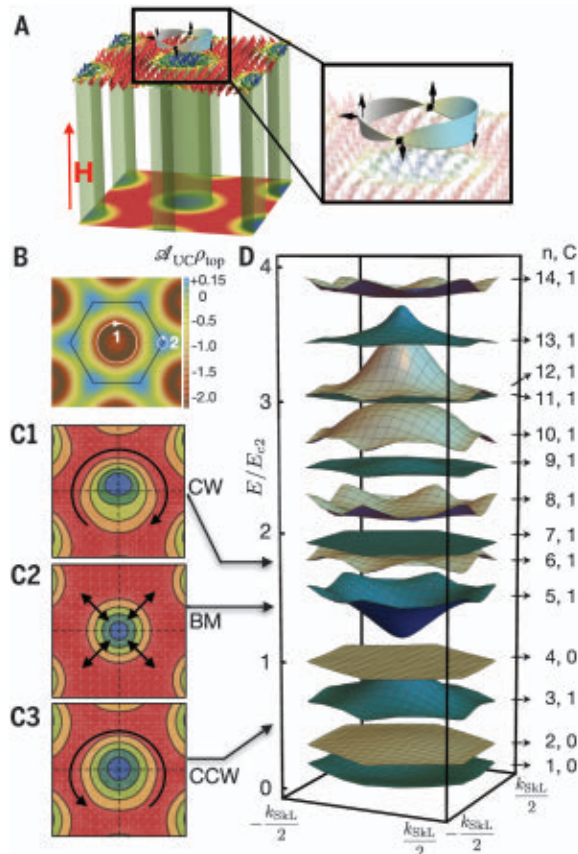 A
H
B
𝒜UC ρtop
+0.15
0
-0.5
-1.0
-1.5
-2.0
1
2
C1
CW
C2
BM
C3
CCW
D
n, C
4
3
2
1
0
E/Ec2
14, 1
13, 1
12, 1
11, 1
10, 1
9, 1
8, 1
7, 1
6, 1
5, 1
4, 0
3, 1
2, 0
1, 0
-kSkL/2
kSkL/2
-kSkL/2
kSkL/2